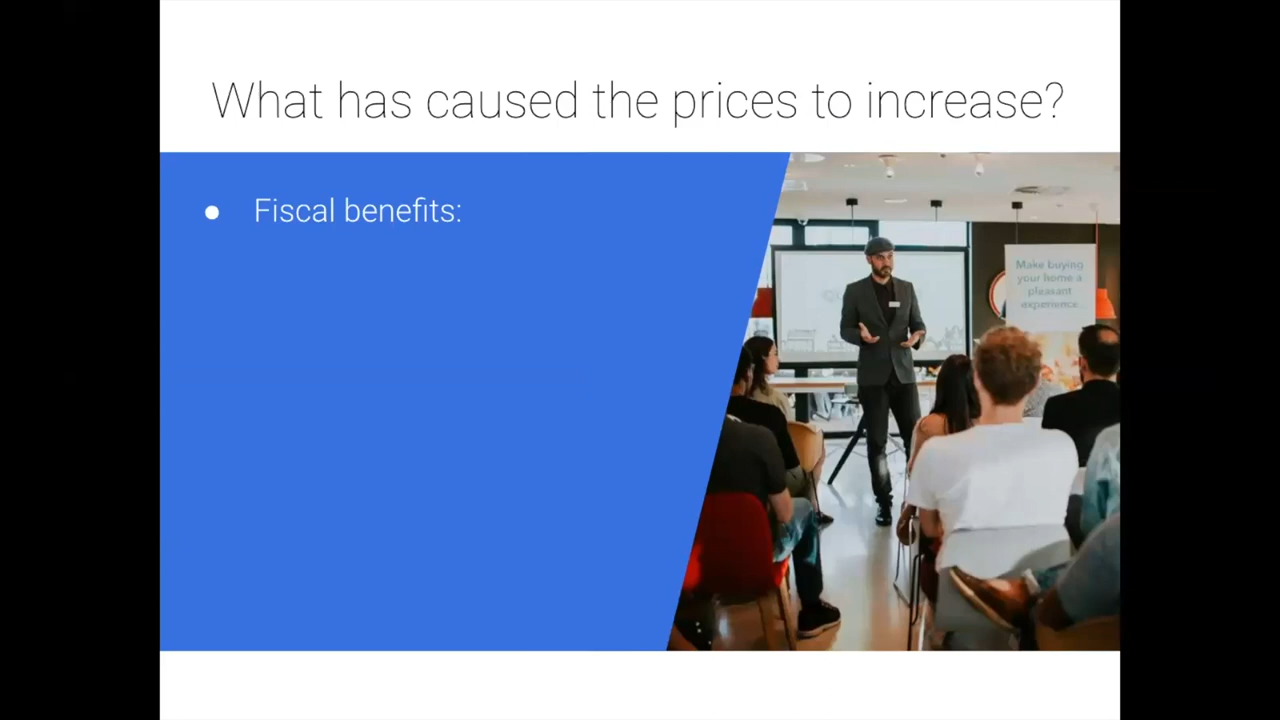 What has caused the prices to increase?
● Fiscal benefits:
Make buying
your home a
pleasant
experience.